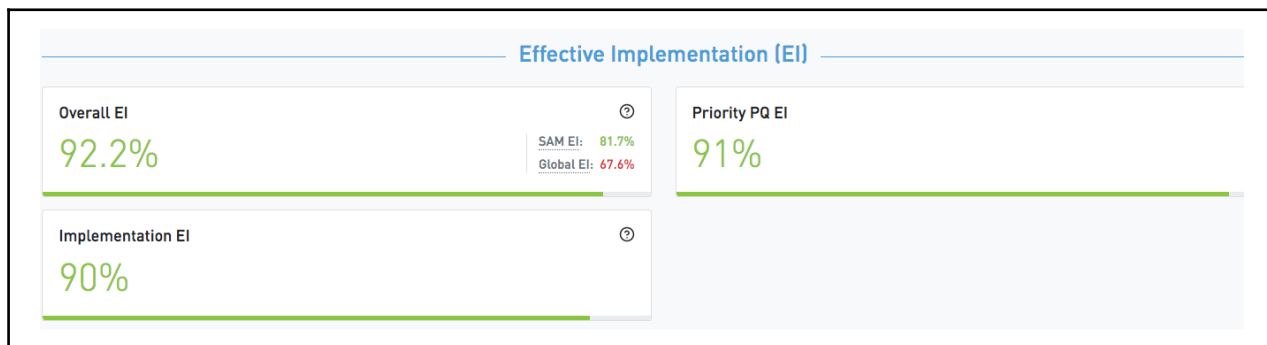 Effective Implementation (EI)
Overall EI
92.2%
SAM EI: 81.7%
Global EI: 67.6%
Priority PQ EI
91%
Implementation EI
90%